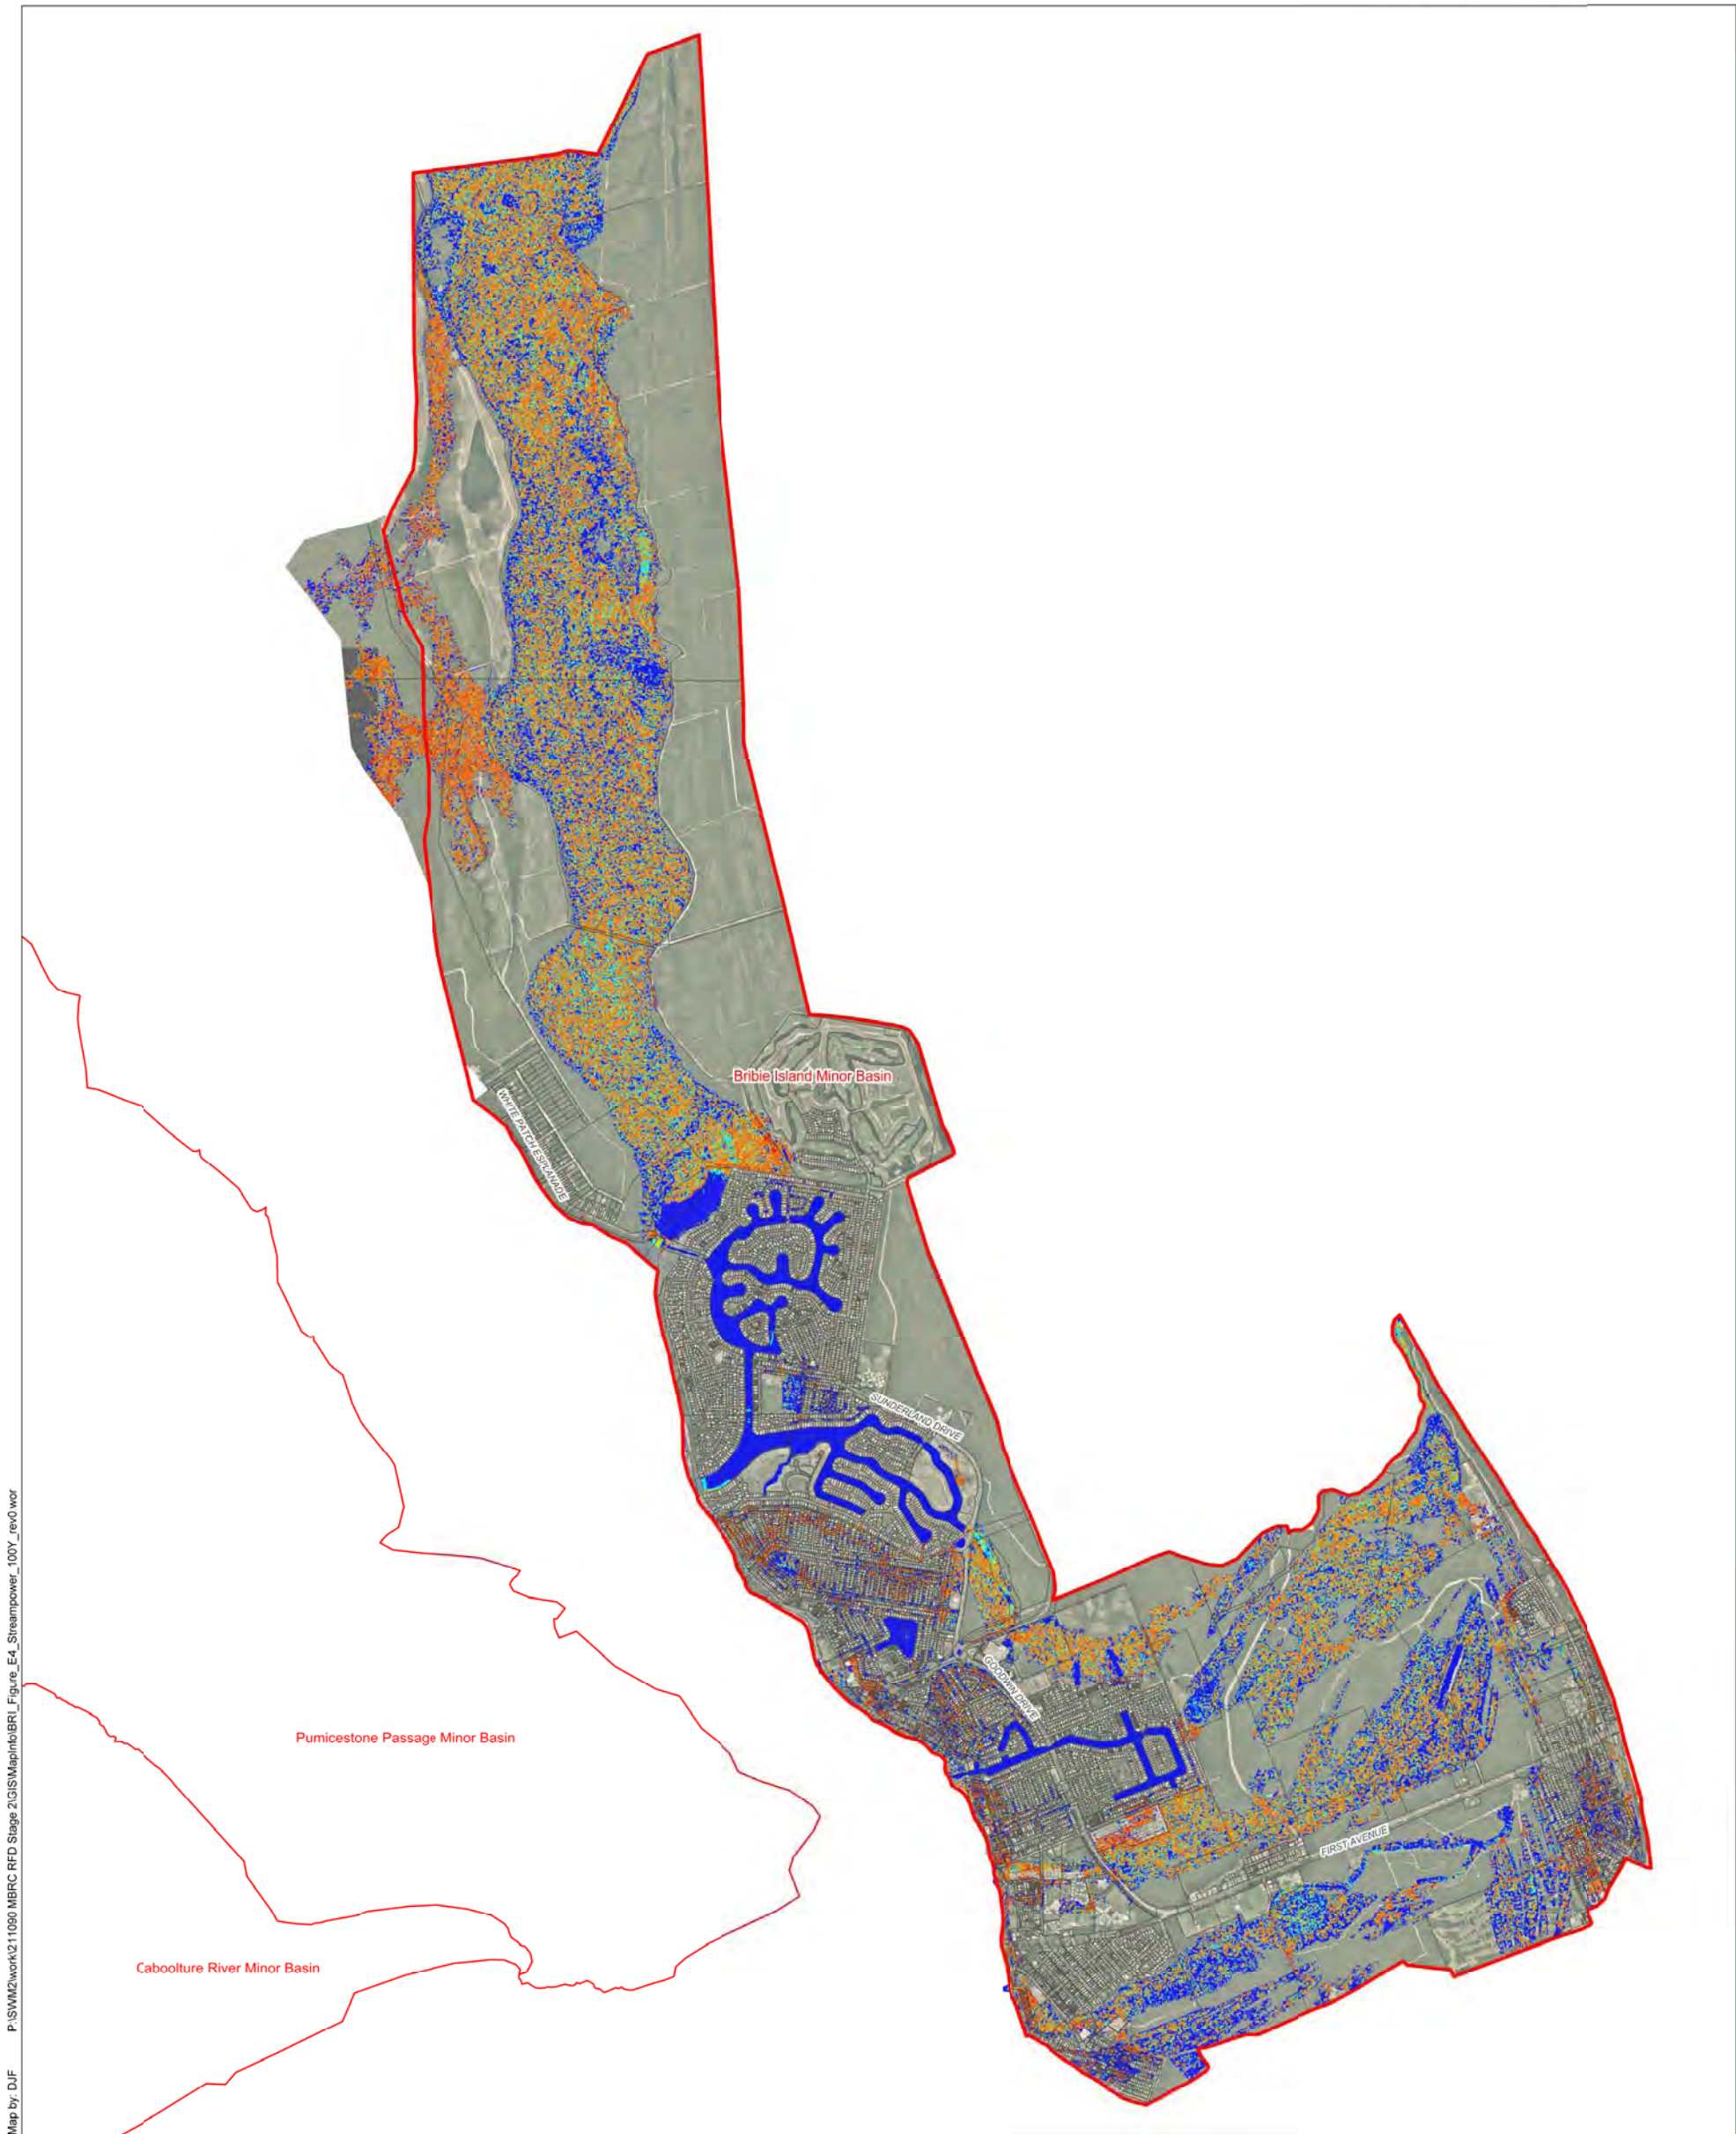 Bribie Island Minor Basin
WHITE PATCH ESPLANADE
SUNDERLAND DRIVE
GOODWIN DRIVE
FIRST AVENUE
Pumicestone Passage Minor Basin
Caboolture River Minor Basin
Map by: DJF P:\SWM2\work\211090 MBRC RFD Stage 2\GIS\MapInfo\BRI_Figure_E4_Streampower_100Y_rev0.wor